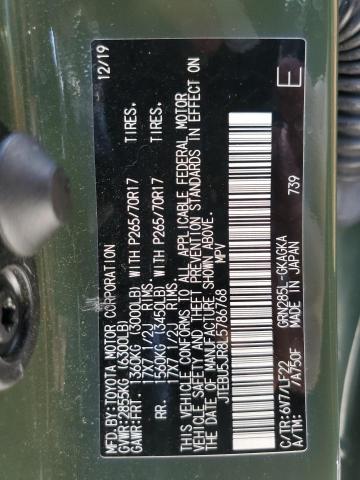 MFD.BY:TOYOTA MOTOR CORPORATION 12/19
GVWR:2855KG (6300LB)
GAWR:FRT. 1360KG (3000LB) WITH P265/70R17 TIRES.
17X7 1/2J RIMS.
RR. 1560KG (3450LB) WITH P265/70R17 TIRES.
17X7 1/2J RIMS.
THIS VEHICLE CONFORMS TO ALL APPLICABLE FEDERAL MOTOR
VEHICLE SAFETY AND THEFT PREVENTION STANDARDS IN EFFECT ON
THE DATE OF MANUFACTURE SHOWN ABOVE.
JTEBU5JR8L5786768 MPV
E
C/TR:6V7/LF22 GRN285L-GKAGKA
A/TM: /A750F MADE IN JAPAN 739